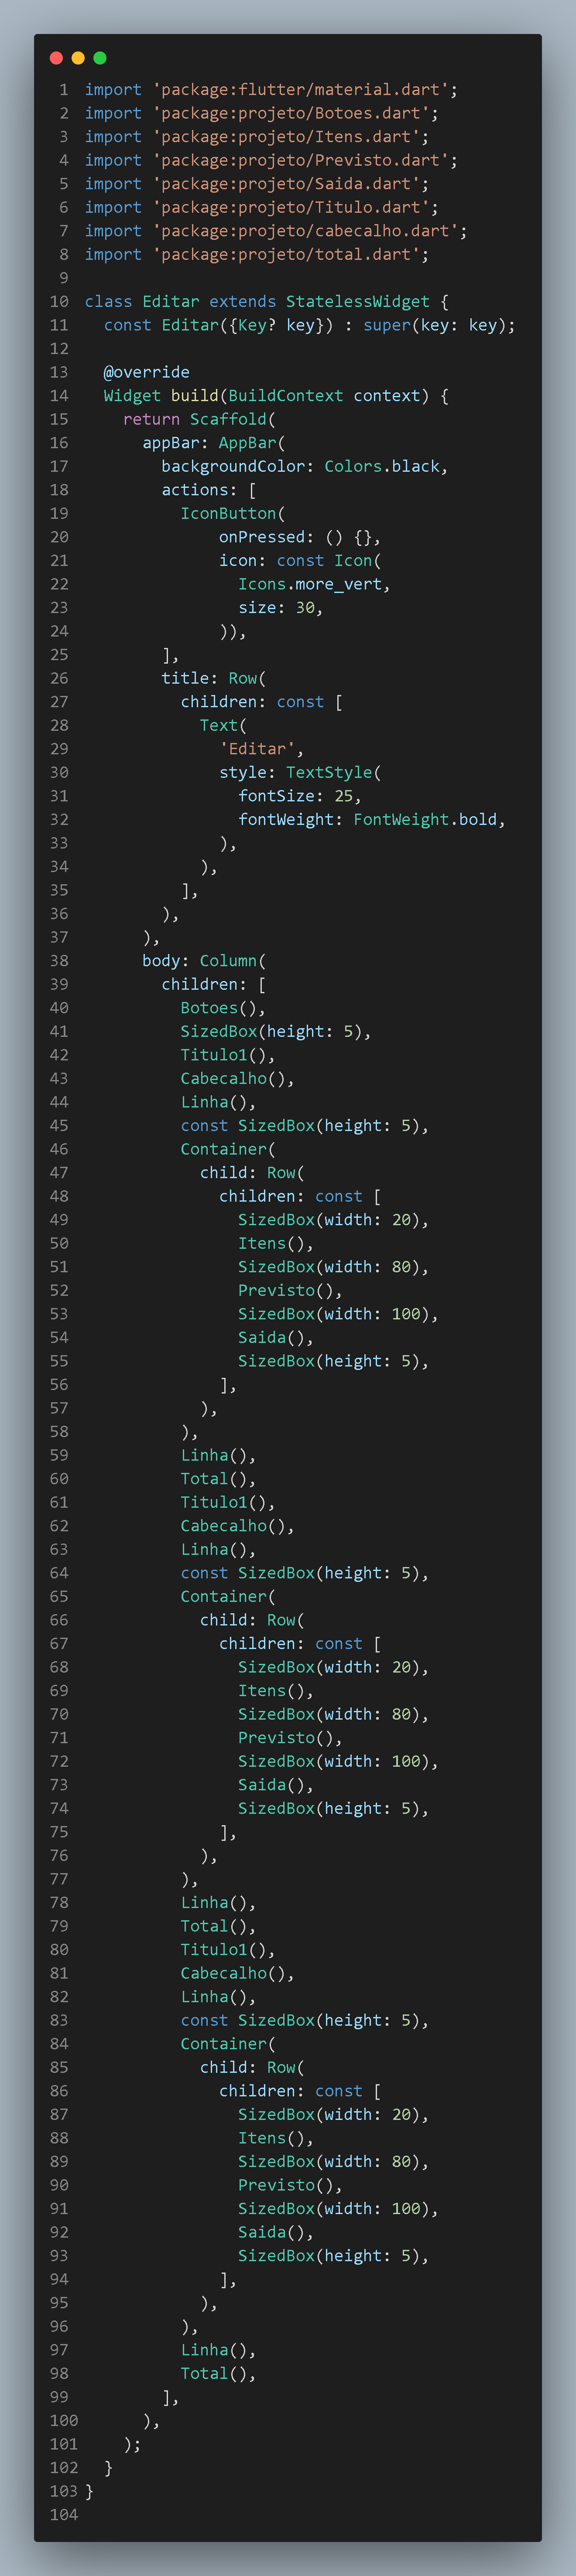 1 import 'package:flutter/material.dart';
2 import 'package:projeto/Botoes.dart';
3 import 'package:projeto/Itens.dart';
4 import 'package:projeto/Previsto.dart';
5 import 'package:projeto/Saida.dart';
6 import 'package:projeto/Titulo.dart';
7 import 'package:projeto/cabecalho.dart';
8 import 'package:projeto/total.dart';
9
10 class Editar extends StatelessWidget {
11   const Editar({Key? key}) : super(key: key);
12
13   @override
14   Widget build(BuildContext context) {
15     return Scaffold(
16       appBar: AppBar(
17         backgroundColor: Colors.black,
18         actions: [
19           IconButton(
20               onPressed: () {},
21               icon: const Icon(
22                 Icons.more_vert,
23                 size: 30,
24               )),
25         ],
26         title: Row(
27           children: const [
28             Text(
29               'Editar',
30               style: TextStyle(
31                 fontSize: 25,
32                 fontWeight: FontWeight.bold,
33               ),
34             ),
35           ],
36         ),
37       ),
38       body: Column(
39         children: [
40           Botoes(),
41           SizedBox(height: 5),
42           Titulo1(),
43           Cabecalho(),
44           Linha(),
45           const SizedBox(height: 5),
46           Container(
47             child: Row(
48               children: const [
49                 SizedBox(width: 20),
50                 Itens(),
51                 SizedBox(width: 80),
52                 Previsto(),
53                 SizedBox(width: 100),
54                 Saida(),
55                 SizedBox(height: 5),
56               ],
57             ),
58           ),
59           Linha(),
60           Total(),
61           Titulo1(),
62           Cabecalho(),
63           Linha(),
64           const SizedBox(height: 5),
65           Container(
66             child: Row(
67               children: const [
68                 SizedBox(width: 20),
69                 Itens(),
70                 SizedBox(width: 80),
71                 Previsto(),
72                 SizedBox(width: 100),
73                 Saida(),
74                 SizedBox(height: 5),
75               ],
76             ),
77           ),
78           Linha(),
79           Total(),
80           Titulo1(),
81           Cabecalho(),
82           Linha(),
83           const SizedBox(height: 5),
84           Container(
85             child: Row(
86               children: const [
87                 SizedBox(width: 20),
88                 Itens(),
89                 SizedBox(width: 80),
90                 Previsto(),
91                 SizedBox(width: 100),
92                 Saida(),
93                 SizedBox(height: 5),
94               ],
95             ),
96           ),
97           Linha(),
98           Total(),
99         ],
100       ),
101     );
102   }
103 }
104